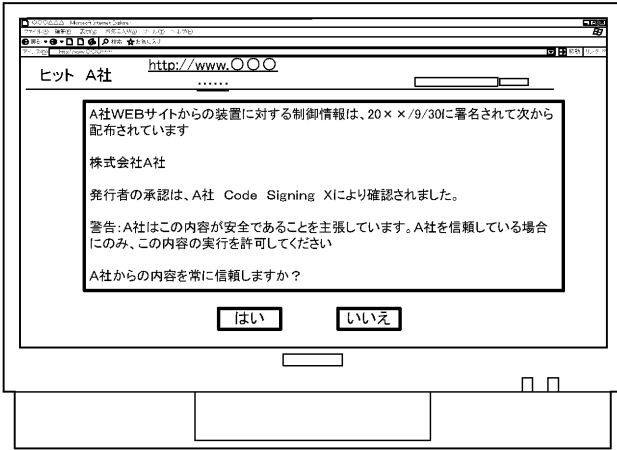 ヒット A社 http://www.〇〇〇
......
A社WEBサイトからの装置に対する制御情報は、20××/9/30に署名されて次から
配布されています
株式会社A社
発行者の承認は、A社 Code Signing Xにより確認されました。
警告:A社はこの内容が安全であることを主張しています。A社を信頼している場合
にのみ、この内容の実行を許可してください
A社からの内容を常に信頼しますか?
はい いいえ